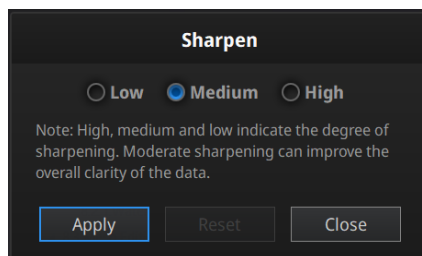 Sharpen
Low Medium High
Note: High, medium and low indicate the degree of
sharpening. Moderate sharpening can improve the
overall clarity of the data.
Apply Reset Close